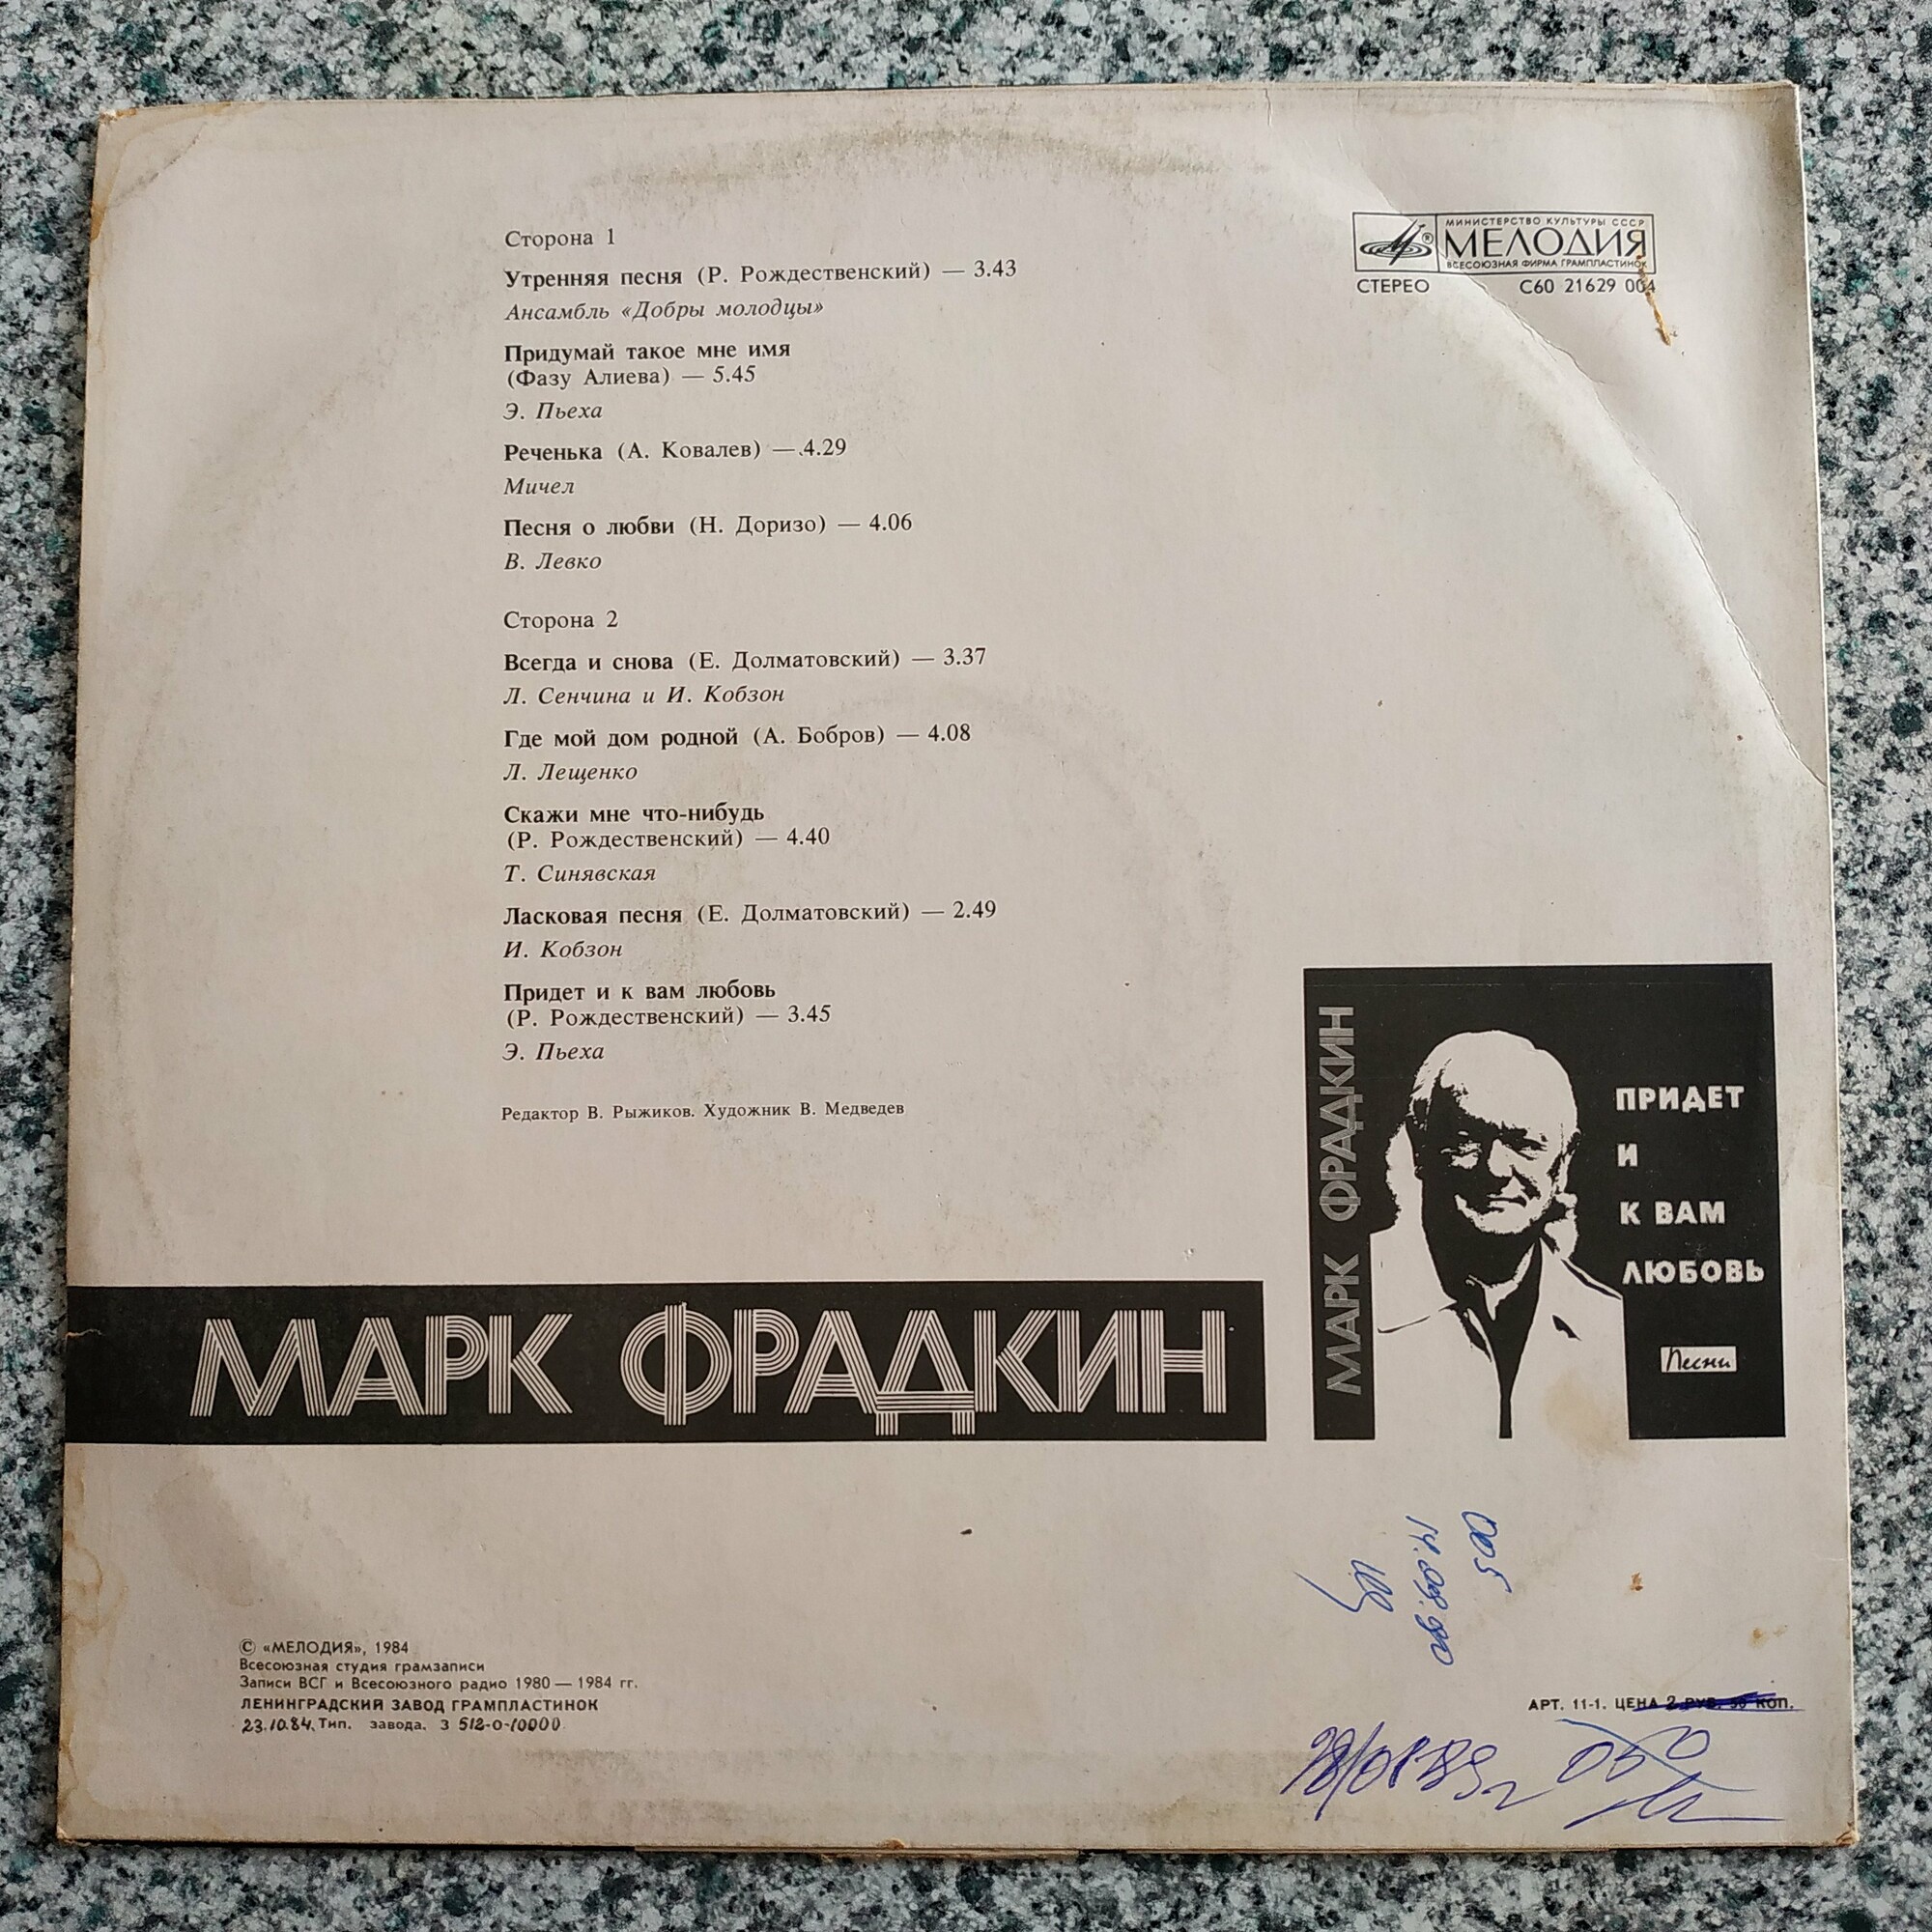 МИНИСТЕРСТВО КУЛЬТУРЫ СССР
МЕЛОДИЯ
ВСЕСОЮЗНАЯ ФИРМА ГРАМПЛАСТИНОК
СТЕРЕО С60 21629 004
Сторона 1
Утренняя песня (Р. Рождественский) — 3.43
Ансамбль «Добры молодцы»
Придумай такое мне имя
(Фазу Алиева) — 5.45
Э. Пьеха
Реченька (А. Ковалев) — 4.29
Мичел
Песня о любви (Н. Доризо) — 4.06
В. Левко
Сторона 2
Всегда и снова (Е. Долматовский) — 3.37
Л. Сенчина и И. Кобзон
Где мой дом родной (А. Бобров) — 4.08
Л. Лещенко
Скажи мне что-нибудь
(Р. Рождественский) — 4.40
Т. Синявская
Ласковая песня (Е. Долматовский) — 2.49
И. Кобзон
Придет и к вам любовь
(Р. Рождественский) — 3.45
Э. Пьеха
Редактор В. Рыжиков. Художник В. Медведев
МАРК ФРАДКИН
МАРК ФРАДКИН
ПРИДЕТ
И
К ВАМ
ЛЮБОВЬ
Песни
© «МЕЛОДИЯ», 1984
Всесоюзная студия грамзаписи
Записи ВСГ и Всесоюзного радио 1980 — 1984 гг.
ЛЕНИНГРАДСКИЙ ЗАВОД ГРАМПЛАСТИНОК
23.10.84. Тип. завода. З 512-0-10000
АРТ. 11-1. ЦЕНА 2 РУБ. КОП.
14.08.90